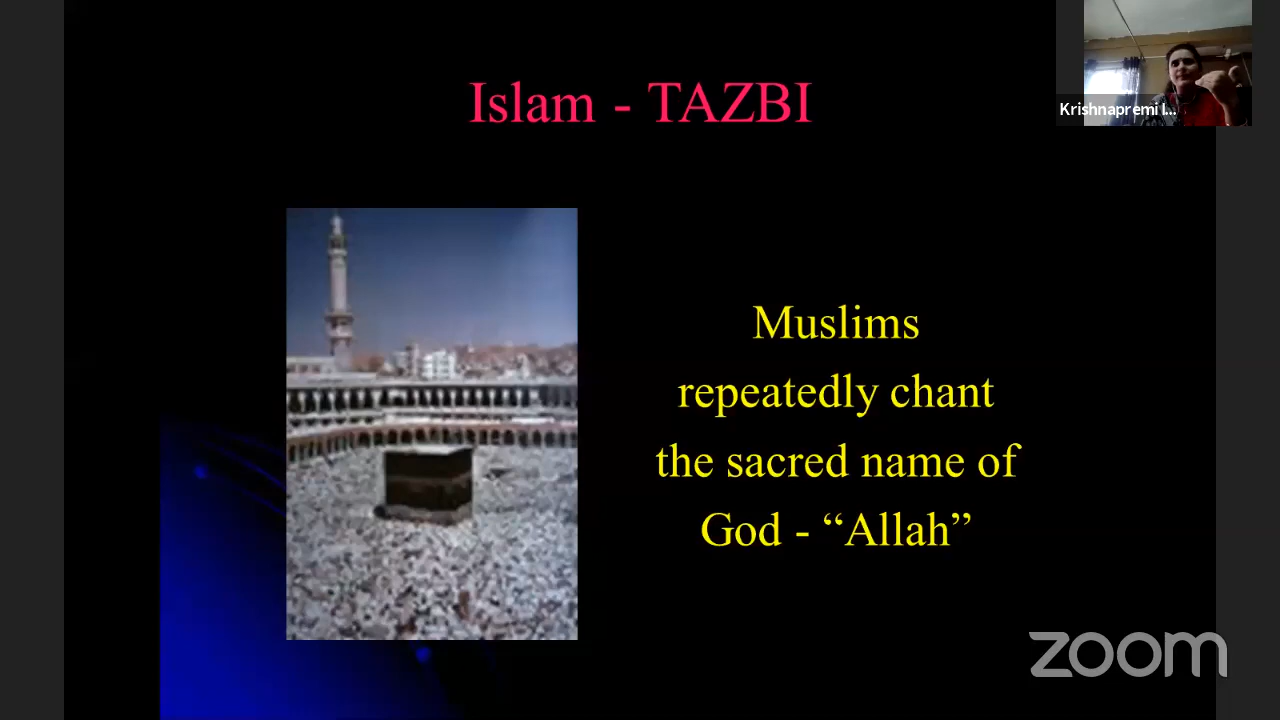 Islam - TAZBI
Krishnapremi I...
Muslims
repeatedly chant
the sacred name of
God - “Allah”
zoom